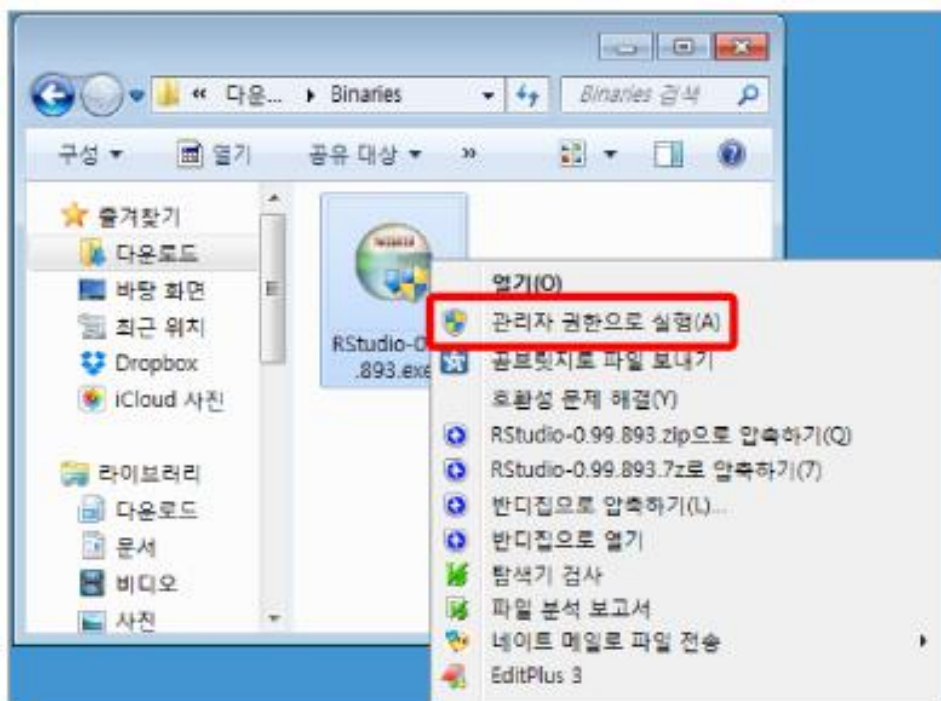 « 다운... ▸ Binaries
Binaries 검색
구성 ▾ 열기 공유 대상 ▾ »
즐겨찾기
다운로드
바탕 화면
최근 위치
Dropbox
iCloud 사진
라이브러리
다운로드
문서
비디오
사진
RStudio-0
.893.exe
열기(O)
관리자 권한으로 실행(A)
곰브릿지로 파일 보내기
호환성 문제 해결(Y)
RStudio-0.99.893.zip으로 압축하기(Q)
RStudio-0.99.893.7z로 압축하기(7)
반디집으로 압축하기(L)...
반디집으로 열기
탐색기 검사
파일 분석 보고서
네이트 메일로 파일 전송
EditPlus 3